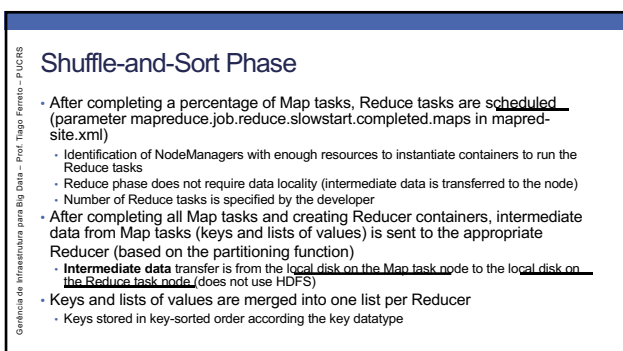 Gerência de Infraestrutura para Big Data – Prof. Tiago Ferreto – PUCRS
Shuffle-and-Sort Phase
• After completing a percentage of Map tasks, Reduce tasks are scheduled
(parameter mapreduce.job.reduce.slowstart.completed.maps in mapred-
site.xml)
• Identification of NodeManagers with enough resources to instantiate containers to run the
Reduce tasks
• Reduce phase does not require data locality (intermediate data is transferred to the node)
• Number of Reduce tasks is specified by the developer
• After completing all Map tasks and creating Reducer containers, intermediate
data from Map tasks (keys and lists of values) is sent to the appropriate
Reducer (based on the partitioning function)
• Intermediate data transfer is from the local disk on the Map task node to the local disk on
the Reduce task node (does not use HDFS)
• Keys and lists of values are merged into one list per Reducer
• Keys stored in key-sorted order according the key datatype